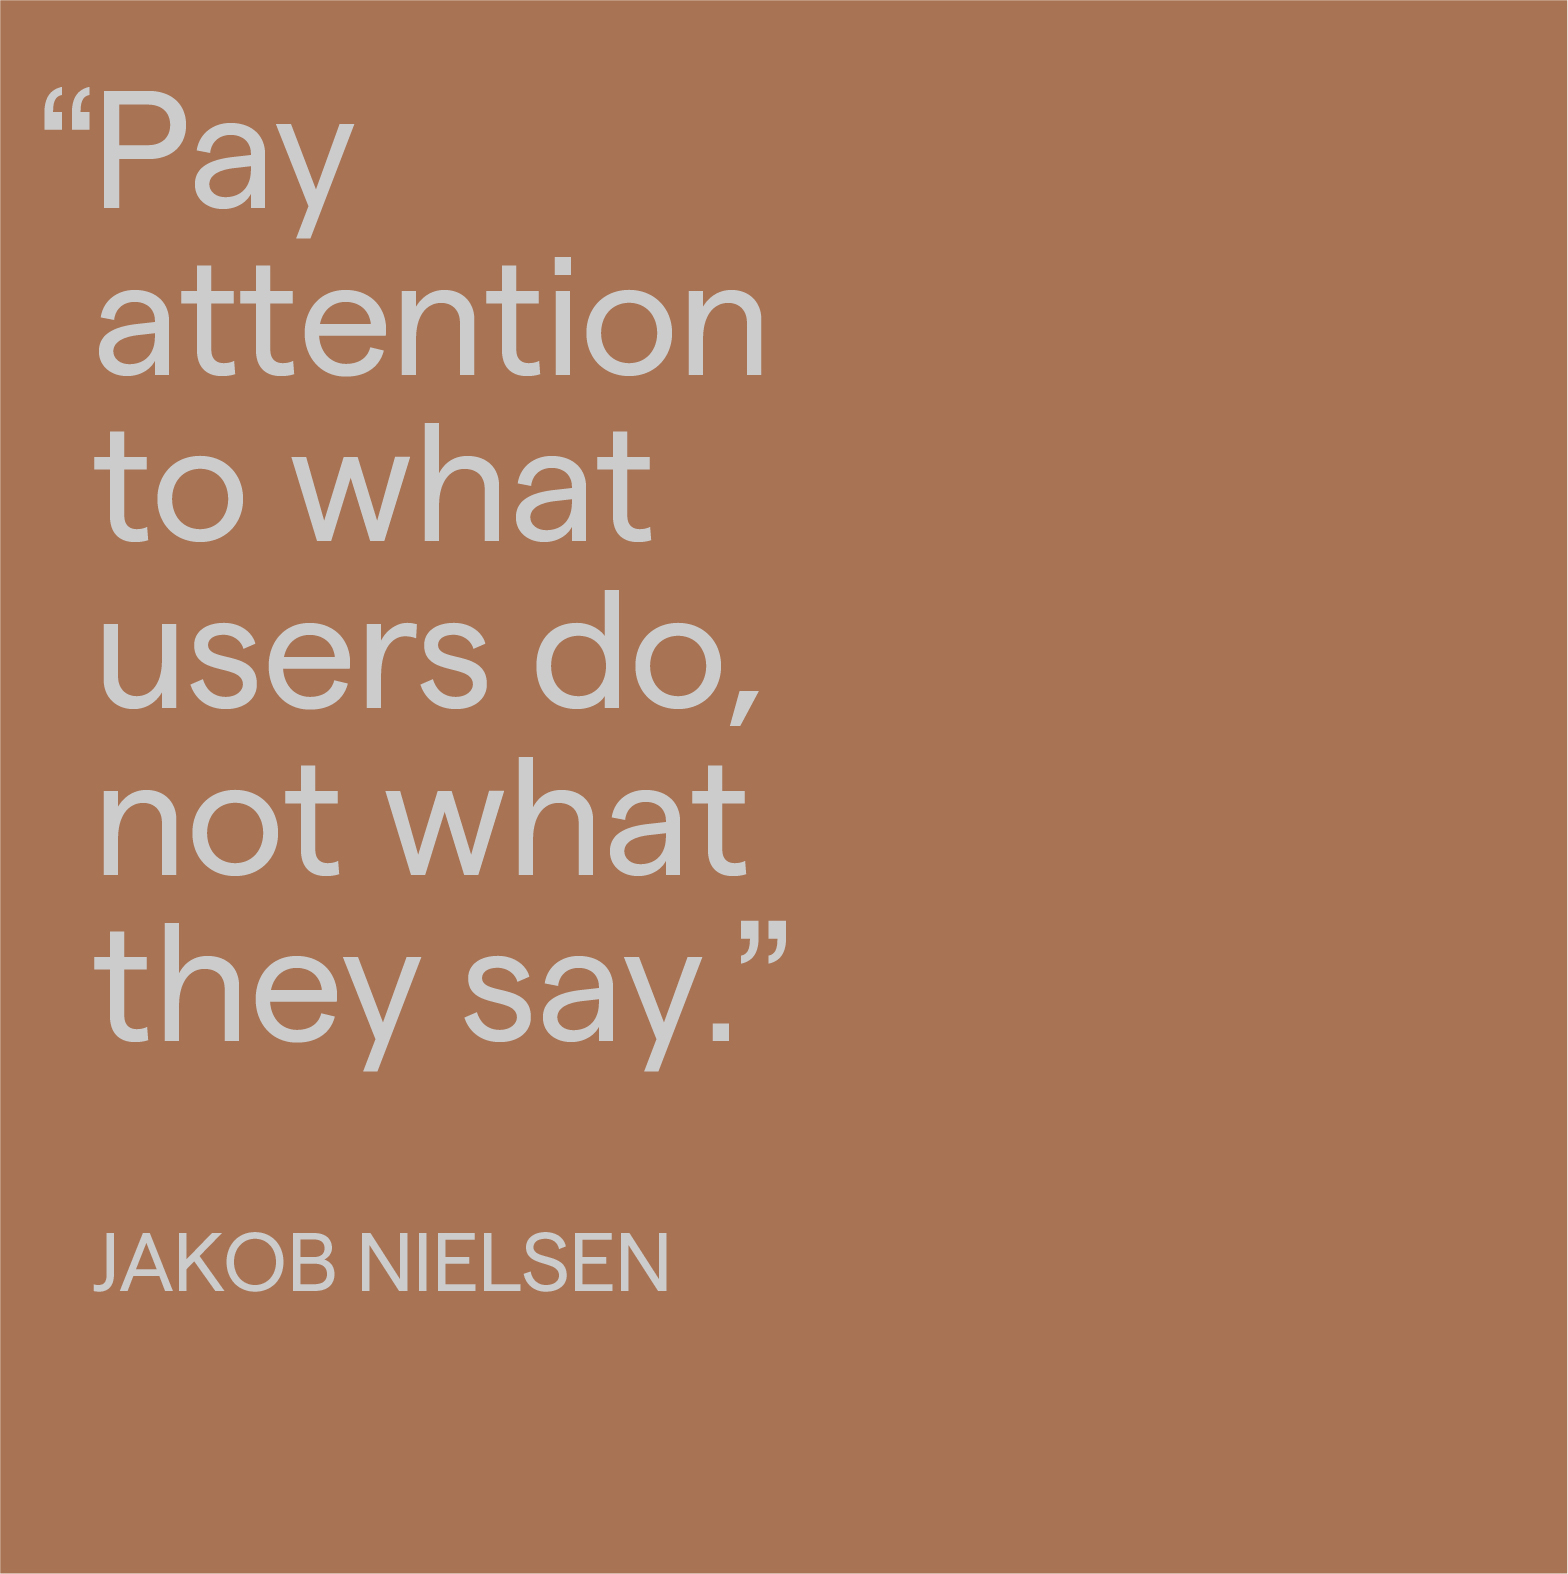 “Pay
attention
to what
users do,
not what
they say.”
JAKOB NIELSEN